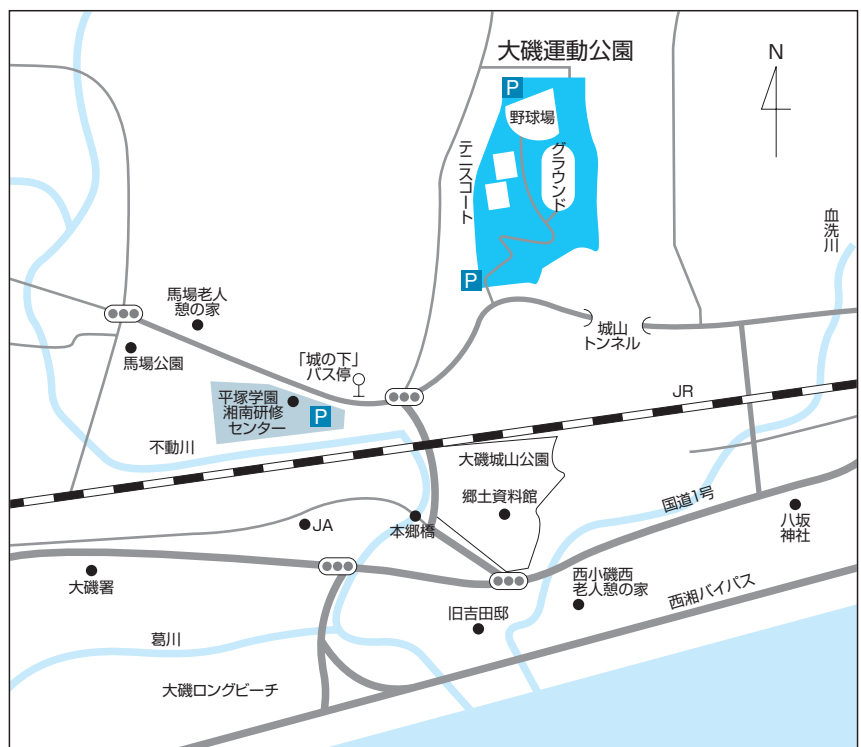 大磯運動公園
N
P
野球場
テニスコート
グラウンド
血洗川
P
馬場老人
憩の家
城山
トンネル
馬場公園
「城の下」
バス停
平塚学園
湘南研修
センター
P
JR
不動川
大磯城山公園
郷土資料館
国道1号
八坂
神社
JA
本郷橋
大磯署
西小磯西
老人憩の家
西湘バイパス
旧吉田邸
葛川
大磯ロングビーチ